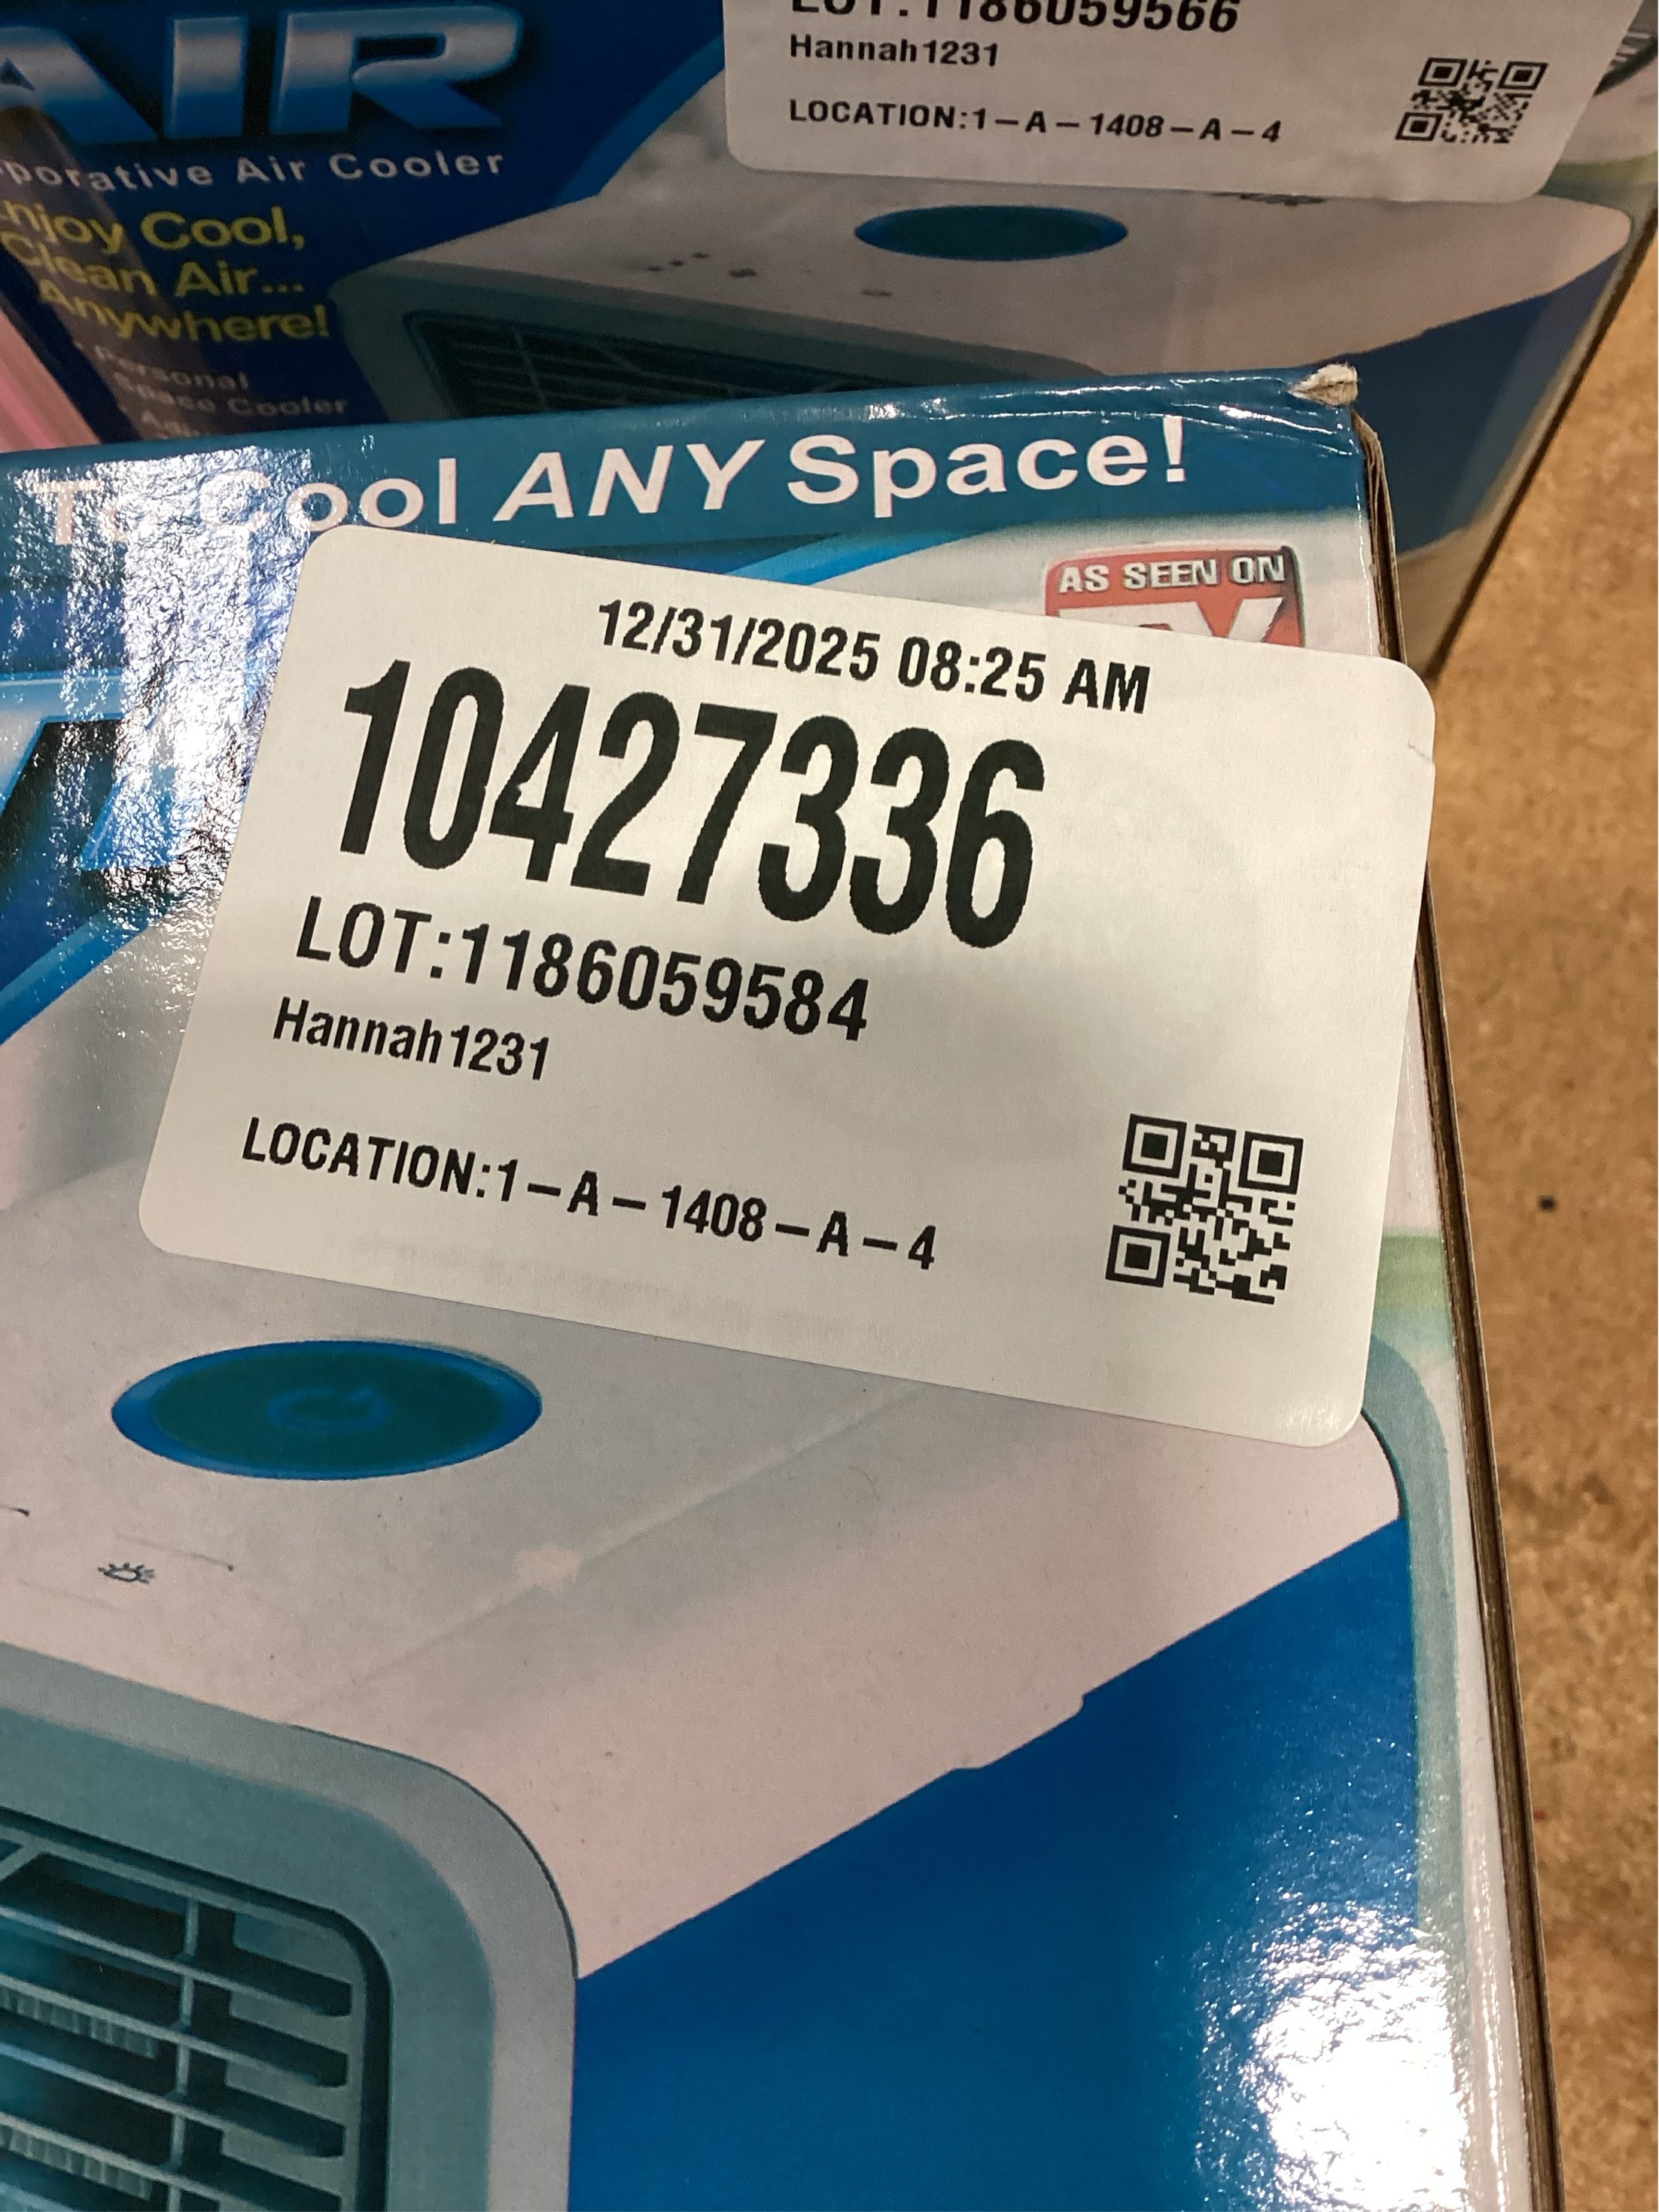 AIR
porative Air Cooler
njoy Cool,
Clean Air...
Anywhere!
Personal
Space Cooler
LOT:1186059566
Hannah1231
LOCATION:1-A-1408-A-4
To Cool ANY Space!
AS SEEN ON
12/31/2025 08:25 AM
10427336
LOT:1186059584
Hannah1231
LOCATION:1-A-1408-A-4